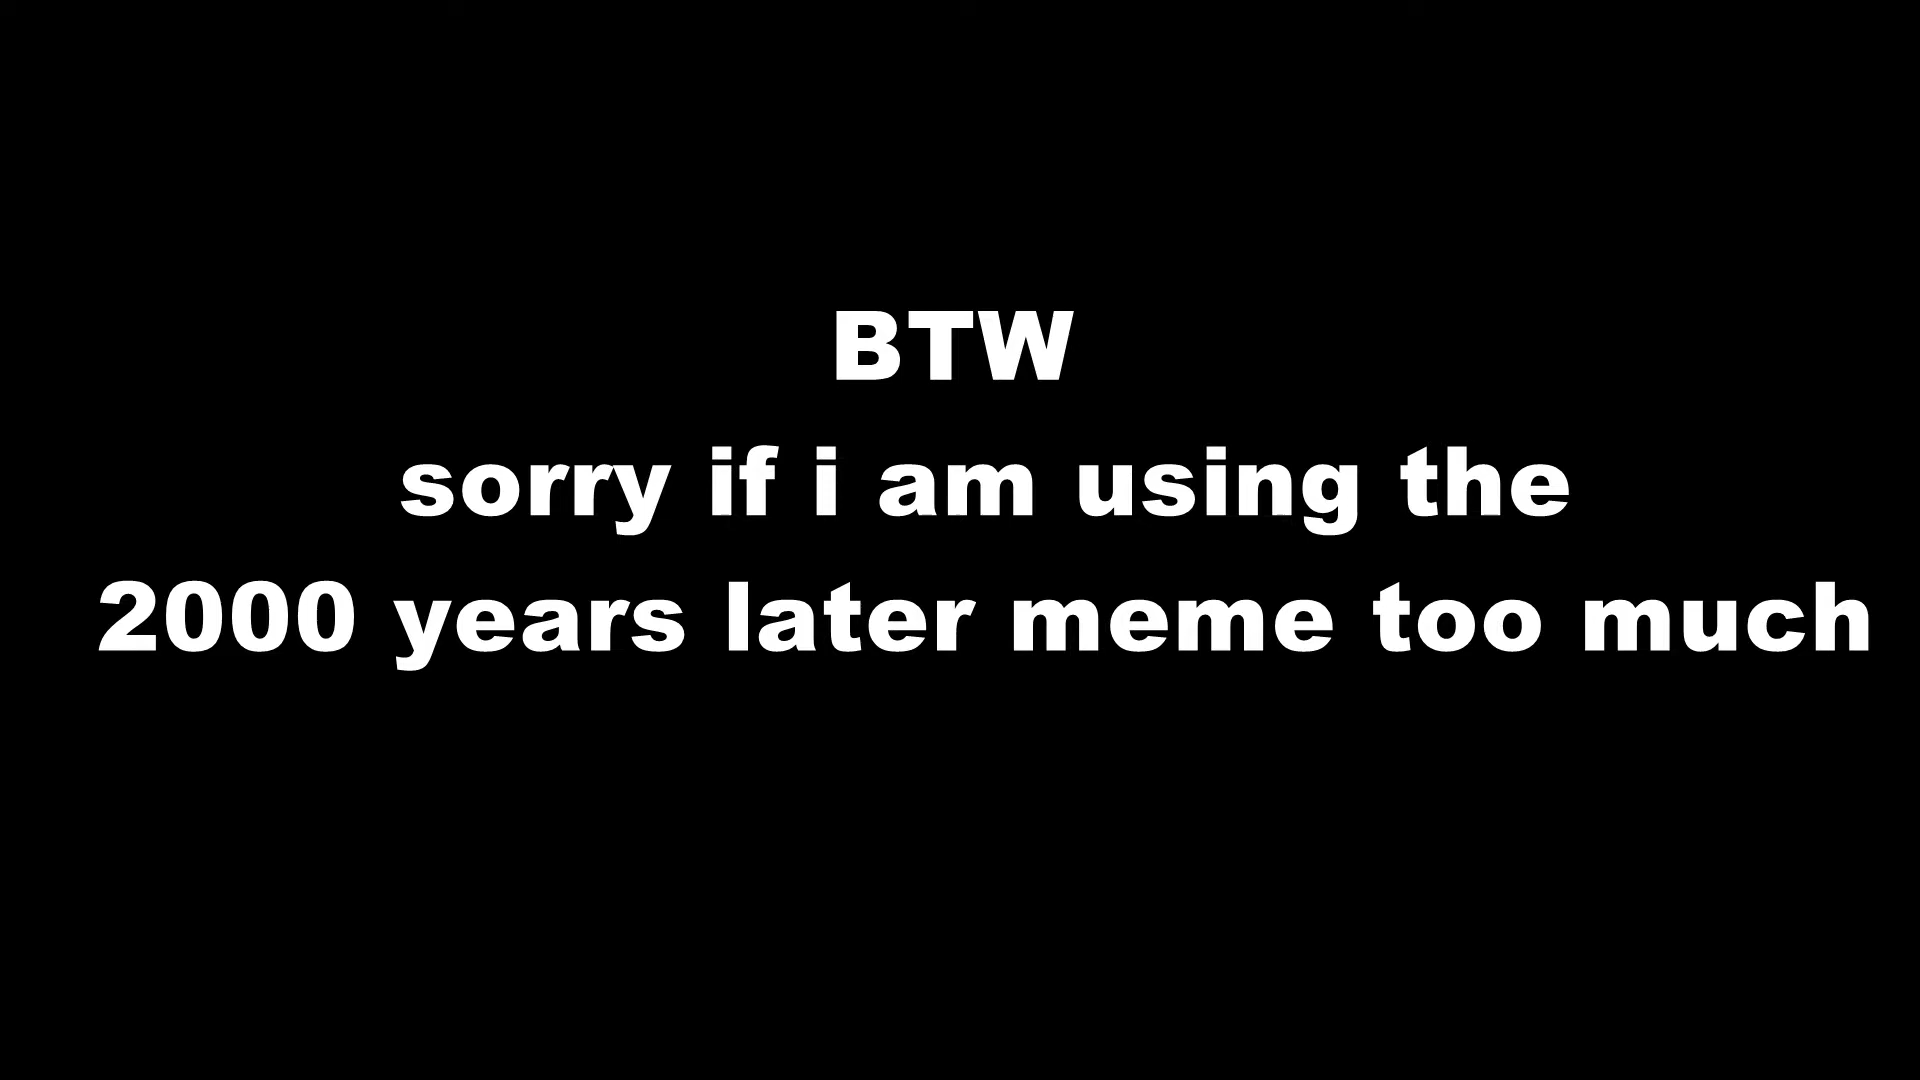 BTW
sorry if i am using the
2000 years later meme too much